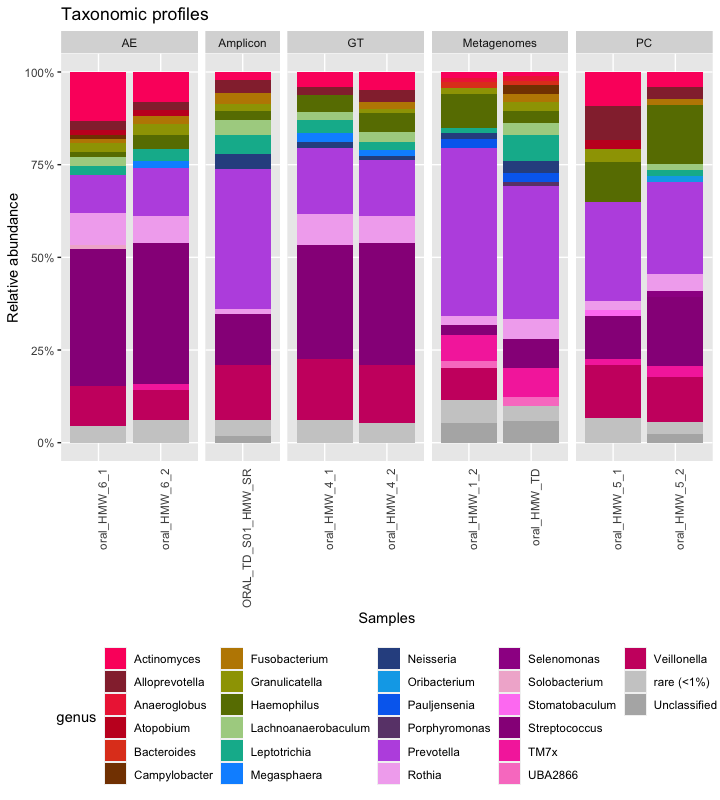 Taxonomic profiles
AE
Amplicon
GT
Metagenomes
PC
Relative abundance
100%
75%
50%
25%
0%
oral_HMW_6_1
oral_HMW_6_2
ORAL_TD_S01_HMW_SR
oral_HMW_4_1
oral_HMW_4_2
oral_HMW_1_2
oral_HMW_TD
oral_HMW_5_1
oral_HMW_5_2
Samples
genus
Actinomyces
Alloprevotella
Anaeroglobus
Atopobium
Bacteroides
Campylobacter
Fusobacterium
Granulicatella
Haemophilus
Lachnoanaerobaculum
Leptotrichia
Megasphaera
Neisseria
Oribacterium
Pauljensenia
Porphyromonas
Prevotella
Rothia
Selenomonas
Solobacterium
Stomatobaculum
Streptococcus
TM7x
UBA2866
Veillonella
rare (<1%)
Unclassified